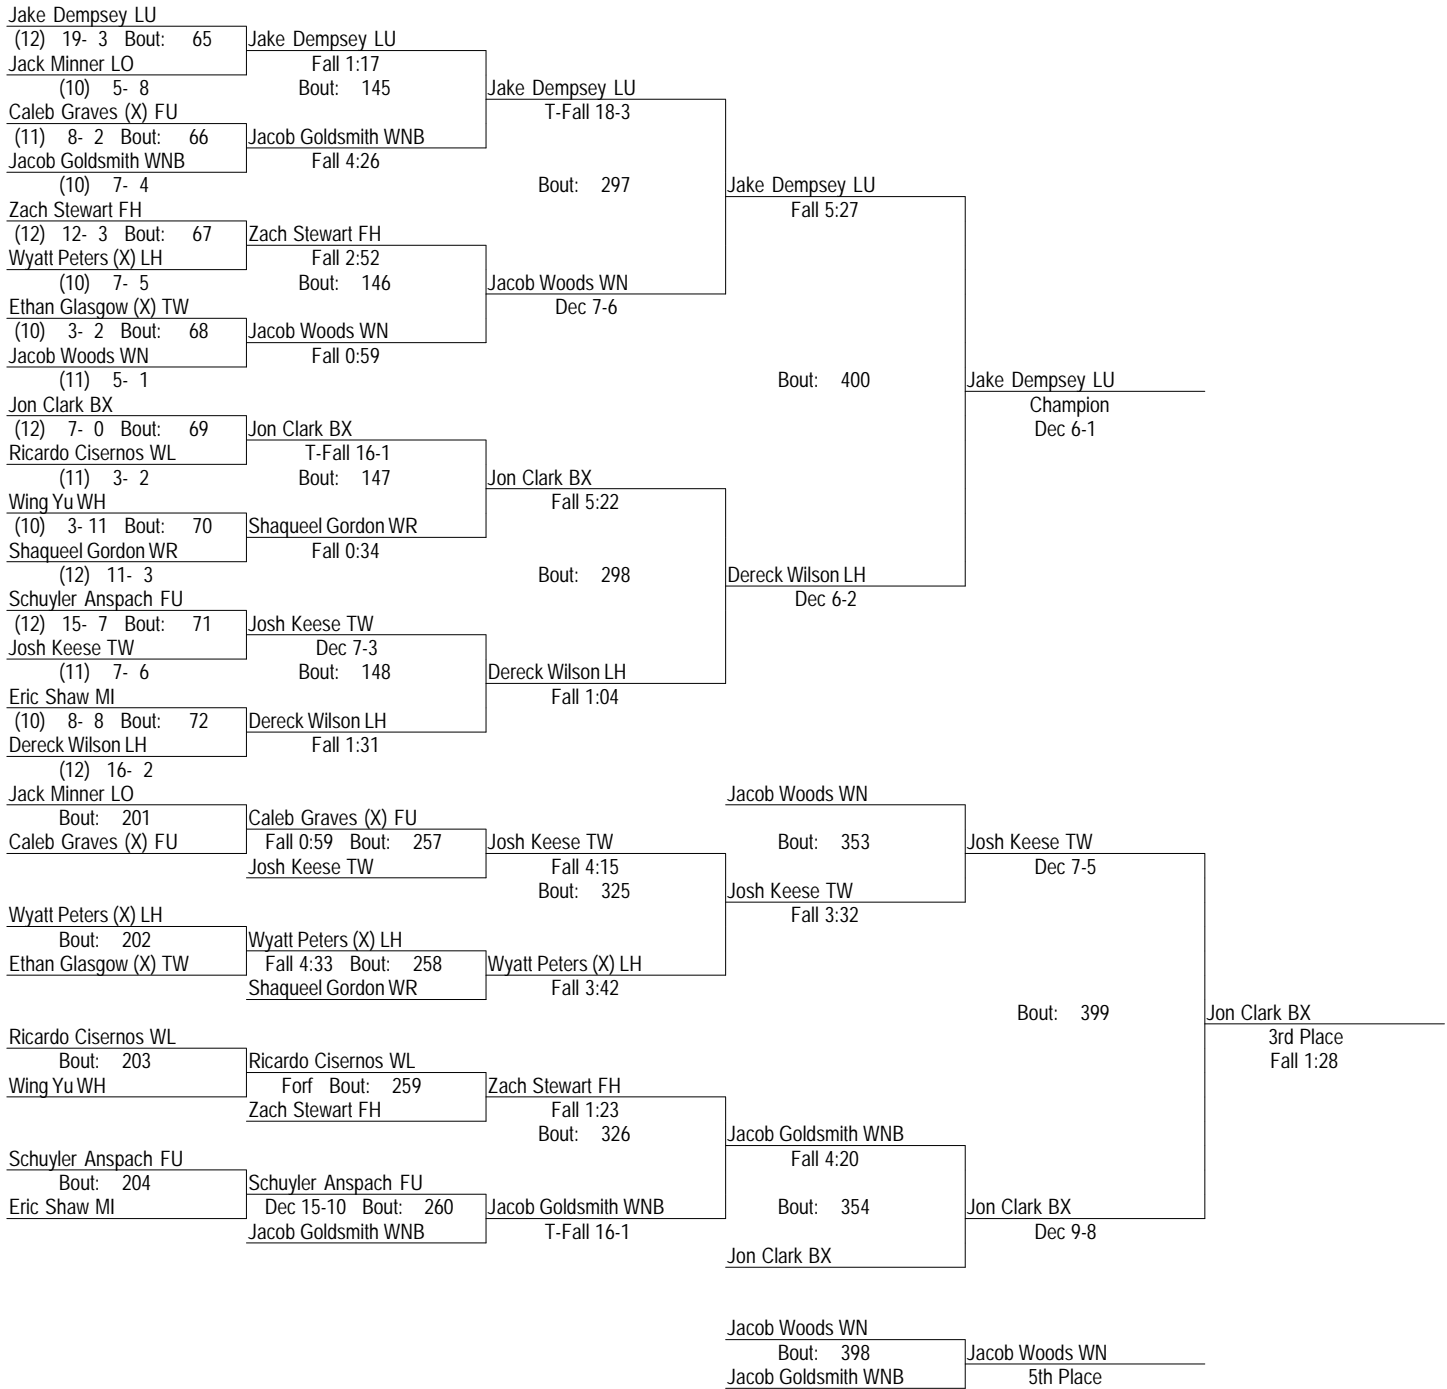 Jake Dempsey LU
(12) 19- 3 Bout: 65 Jake Dempsey LU
Jack Minner LO Fall 1:17
(10) 5- 8 Bout: 145 Jake Dempsey LU
Caleb Graves (X) FU T-Fall 18-3
(11) 8- 2 Bout: 66 Jacob Goldsmith WNB
Jacob Goldsmith WNB Fall 4:26
(10) 7- 4 Bout: 297 Jake Dempsey LU
Zach Stewart FH Fall 5:27
(12) 12- 3 Bout: 67 Zach Stewart FH
Wyatt Peters (X) LH Fall 2:52
(10) 7- 5 Bout: 146 Jacob Woods WN
Ethan Glasgow (X) TW Dec 7-6
(10) 3- 2 Bout: 68 Jacob Woods WN
Jacob Woods WN Fall 0:59
(11) 5- 1 Bout: 400 Jake Dempsey LU
Jon Clark BX Champion
(12) 7- 0 Bout: 69 Jon Clark BX Dec 6-1
Ricardo Cisernos WL T-Fall 16-1
(11) 3- 2 Bout: 147 Jon Clark BX
Wing Yu WH Fall 5:22
(10) 3- 11 Bout: 70 Shaqueel Gordon WR
Shaqueel Gordon WR Fall 0:34
(12) 11- 3 Bout: 298 Dereck Wilson LH
Schuyler Anspach FU Dec 6-2
(12) 15- 7 Bout: 71 Josh Keese TW
Josh Keese TW Dec 7-3
(11) 7- 6 Bout: 148 Dereck Wilson LH
Eric Shaw MI Fall 1:04
(10) 8- 8 Bout: 72 Dereck Wilson LH
Dereck Wilson LH Fall 1:31
(12) 16- 2
Jack Minner LO Jacob Woods WN
Bout: 201 Caleb Graves (X) FU
Caleb Graves (X) FU Fall 0:59 Bout: 257 Josh Keese TW Bout: 353 Josh Keese TW
Josh Keese TW Fall 4:15 Dec 7-5
Bout: 325 Josh Keese TW
Wyatt Peters (X) LH Fall 3:32
Bout: 202 Wyatt Peters (X) LH
Ethan Glasgow (X) TW Fall 4:33 Bout: 258 Wyatt Peters (X) LH
Shaqueel Gordon WR Fall 3:42
Bout: 399 Jon Clark BX
Ricardo Cisernos WL 3rd Place
Bout: 203 Ricardo Cisernos WL Fall 1:28
Wing Yu WH Forf Bout: 259 Zach Stewart FH
Zach Stewart FH Fall 1:23
Bout: 326 Jacob Goldsmith WNB
Schuyler Anspach FU Fall 4:20
Bout: 204 Schuyler Anspach FU
Eric Shaw MI Dec 15-10 Bout: 260 Jacob Goldsmith WNB Bout: 354 Jon Clark BX
Jacob Goldsmith WNB T-Fall 16-1 Dec 9-8
Jon Clark BX
Jacob Woods WN
Bout: 398 Jacob Woods WN
Jacob Goldsmith WNB 5th Place